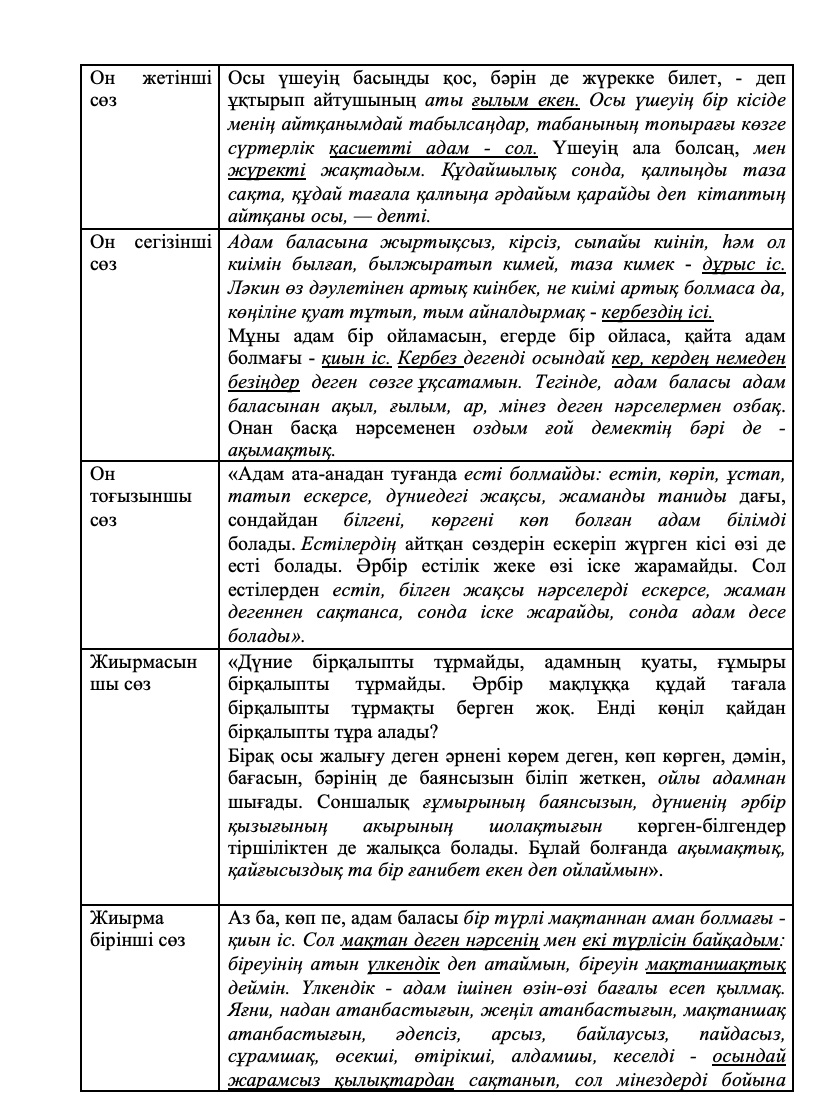 Он жетінші
сөз
Осы үшеуің басыңды қос, бәрін де жүрекке билет, - деп
ұқтырып айтушының аты ғылым екен. Осы үшеуің бір кісіде
менің айтқанымдай табылсаңдар, табанының топырағы көзге
сүртерлік қасиетті адам - сол. Үшеуің ала болсаң, мен
жүректі жақтадым. Құдайшылық сонда, қалпыңды таза
сақта, құдай тағала қалпыңа әрдайым қарайды деп кітаптың
айтқаны осы, — депті.
Он сегізінші
сөз
Адам баласына жыртықсыз, кірсіз, сыпайы киініп, һәм ол
киімін былғап, былжыратып кимей, таза кимек - дұрыс іс.
Ләкин өз дәулетінен артық киінбек, не киімі артық болмаса да,
көңіліне қуат тұтып, тым айналдырмақ - кербездің ісі.
Мұны адам бір ойламасын, егерде бір ойласа, қайта адам
болмағы - қиын іс. Кербез дегенді осындай кер, кердең немеден
безіңдер деген сөзге ұқсатамын. Тегінде, адам баласы адам
баласынан ақыл, ғылым, ар, мінез деген нәрселермен озбақ.
Онан басқа нәрсеменен оздым ғой демектің бәрі де -
ақымақтық.
Он
тоғызыншы
сөз
«Адам ата-анадан туғанда есті болмайды: естіп, көріп, ұстап,
татып ескерсе, дүниедегі жақсы, жаманды таниды дағы,
сондайдан білгені, көргені көп болған адам білімді
болады. Естілердің айтқан сөздерін ескеріп жүрген кісі өзі де
есті болады. Әрбір естілік жеке өзі іске жарамайды. Сол
естілерден естіп, білген жақсы нәрселерді ескерсе, жаман
дегеннен сақтанса, сонда іске жарайды, сонда адам десе
болады».
Жиырмасын
шы сөз
«Дүние бірқалыпты тұрмайды, адамның қуаты, ғұмыры
бірқалыпты тұрмайды. Әрбір мақлұққа құдай тағала
бірқалыпты тұрмақты берген жоқ. Енді көңіл қайдан
бірқалыпты тұра алады?
Бірақ осы жалығу деген әрнені көрем деген, көп көрген, дәмін,
бағасын, бәрінің де баянсызын біліп жеткен, ойлы адамнан
шығады. Соншалық ғұмырының баянсызын, дүниенің әрбір
қызығының акырының шолақтығын көрген-білгендер
тіршіліктен де жалықса болады. Бұлай болғанда ақымақтық,
қайғысыздық та бір ғанибет екен деп ойлаймын».
Жиырма
бірінші сөз
Аз ба, көп пе, адам баласы бір түрлі мақтаннан аман болмағы -
қиын іс. Сол мақтан деген нәрсенің мен екі түрлісін байқадым:
біреуінің атын үлкендік деп атаймын, біреуін мақтаншақтық
деймін. Үлкендік - адам ішінен өзін-өзі бағалы есеп қылмақ.
Яғни, надан атанбастығын, жеңіл атанбастығын, мақтаншақ
атанбастығын, әдепсіз, арсыз, байлаусыз, пайдасыз,
сұрамшақ, өсекші, өтірікші, алдамшы, кеселді - осындай
жарамсыз қылықтардан сақтанып, сол мінездерді бойына